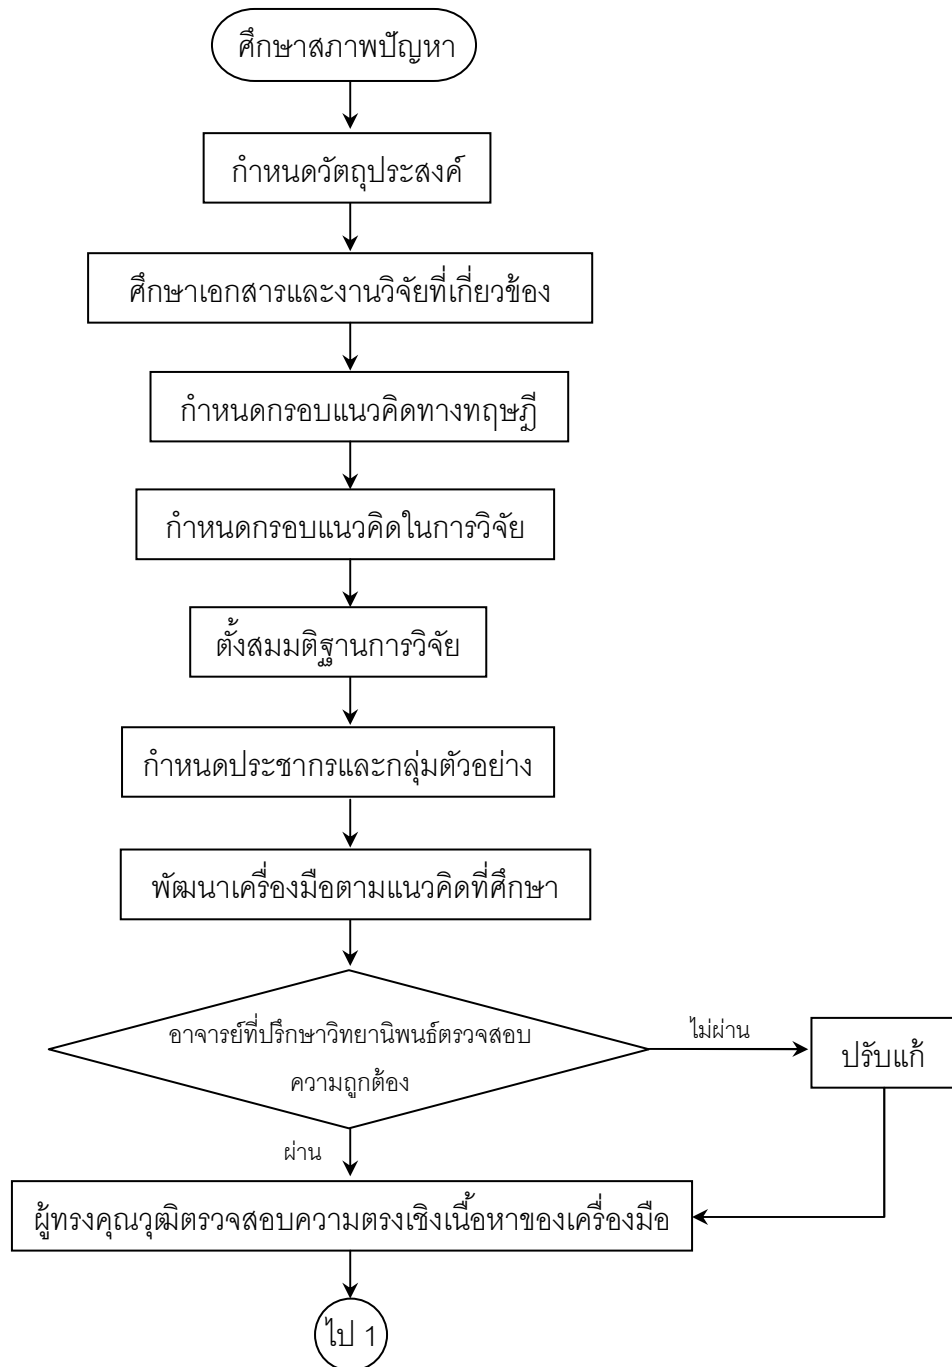 ศึกษาสภาพปัญหา
กำหนดวัตถุประสงค์
ศึกษาเอกสารและงานวิจัยที่เกี่ยวข้อง
กำหนดกรอบแนวคิดทางทฤษฎี
กำหนดกรอบแนวคิดในการวิจัย
ตั้งสมมติฐานการวิจัย
กำหนดประชากรและกลุ่มตัวอย่าง
พัฒนาเครื่องมือตามแนวคิดที่ศึกษา
อาจารย์ที่ปรึกษาวิทยานิพนธ์ตรวจสอบ
ความถูกต้อง
ไม่ผ่าน
ปรับแก้
ผ่าน
ผู้ทรงคุณวุฒิตรวจสอบความตรงเชิงเนื้อหาของเครื่องมือ
ไป 1